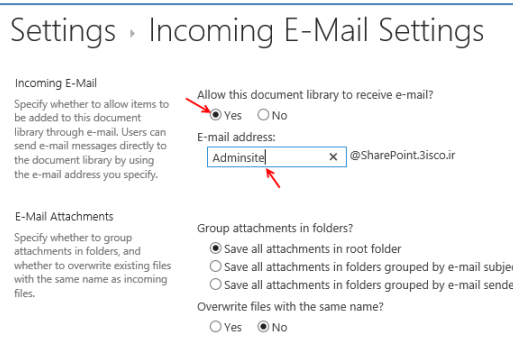 Settings › Incoming E-Mail Settings
Incoming E-Mail
Specify whether to allow items to
be added to this document
library through e-mail. Users can
send e-mail messages directly to
the document library by using
the e-mail address you specify.
Allow this document library to receive e-mail?
Yes No
E-mail address:
Adminsite × @SharePoint.3isco.ir
E-Mail Attachments
Specify whether to group
attachments in folders, and
whether to overwrite existing files
with the same name as incoming
files.
Group attachments in folders?
Save all attachments in root folder
Save all attachments in folders grouped by e-mail subjec
Save all attachments in folders grouped by e-mail sende
Overwrite files with the same name?
Yes No